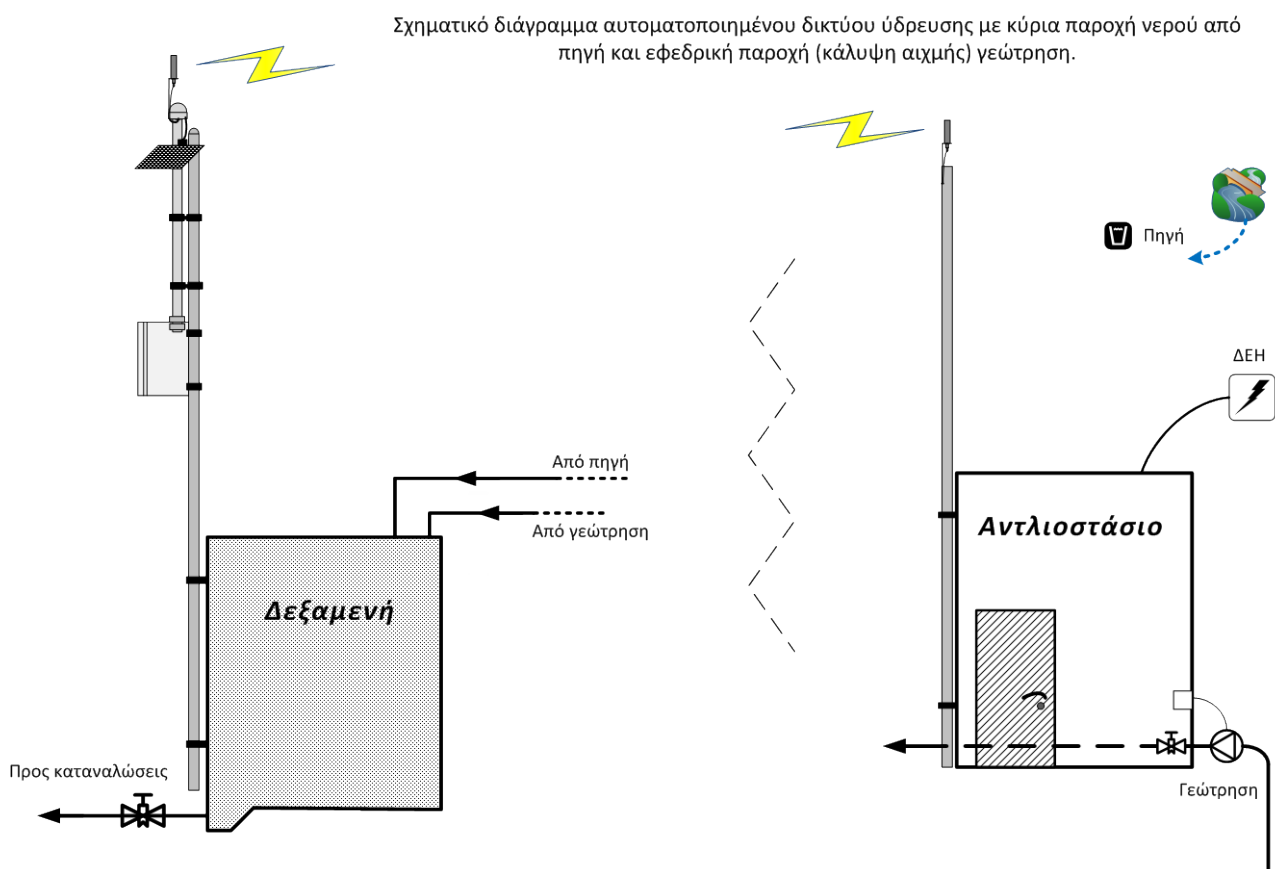 Σχηματικό διάγραμμα αυτοματοποιημένου δικτύου ύδρευσης με κύρια παροχή νερού από
πηγή και εφεδρική παροχή (κάλυψη αιχμής) γεώτρηση.
Πηγή
ΔΕΗ
Από πηγή
Από γεώτρηση
Αντλιοστάσιο
Δεξαμενή
Προς καταναλώσεις
Γεώτρηση